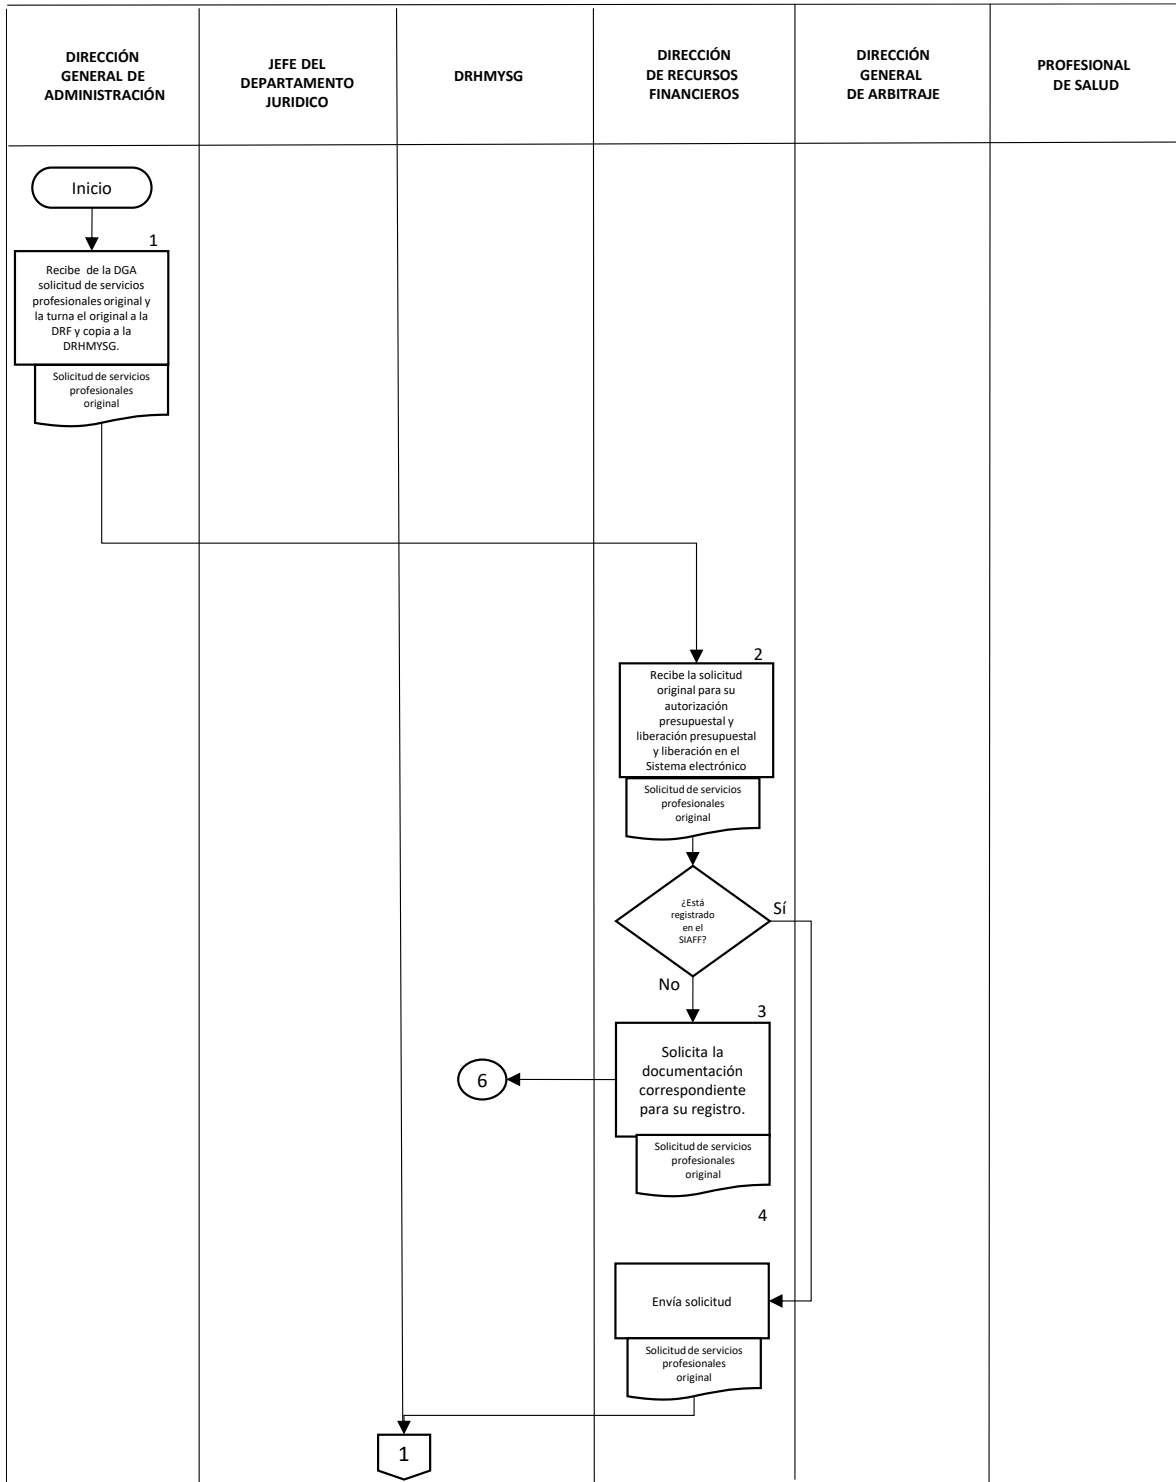 DIRECCIÓN
GENERAL DE
ADMINISTRACIÓN
JEFE DEL
DEPARTAMENTO
JURIDICO
DRHMYSG
DIRECCIÓN
DE RECURSOS
FINANCIEROS
DIRECCIÓN
GENERAL
DE ARBITRAJE
PROFESIONAL
DE SALUD
Inicio
1
Recibe de la DGA
solicitud de servicios
profesionales original y
la turna el original a la
DRF y copia a la
DRHMYSG.
Solicitud de servicios
profesionales
original
2
Recibe la solicitud
original para su
autorización
presupuestal y
liberación presupuestal
y liberación en el
Sistema electrónico
Solicitud de servicios
profesionales
original
¿Está
registrado
en el
SIAFF?
Sí
No
3
Solicita la
documentación
correspondiente
para su registro.
6
Solicitud de servicios
profesionales
original
4
Envía solicitud
Solicitud de servicios
profesionales
original
1